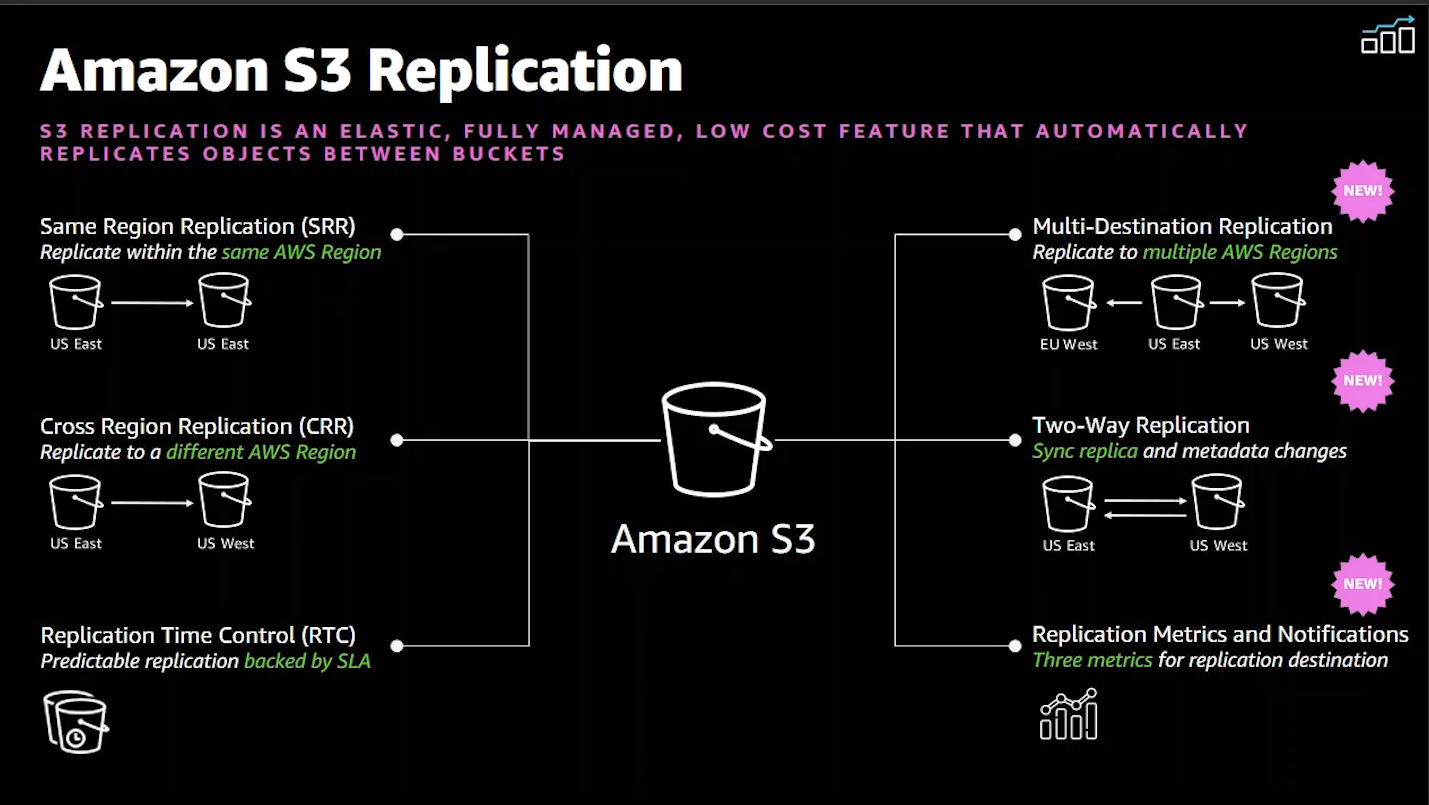 Amazon S3 Replication
S3 REPLICATION IS AN ELASTIC, FULLY MANAGED, LOW COST FEATURE THAT AUTOMATICALLY
REPLICATES OBJECTS BETWEEN BUCKETS
Same Region Replication (SRR)
Replicate within the same AWS Region
US East
US East
Cross Region Replication (CRR)
Replicate to a different AWS Region
US East
US West
Replication Time Control (RTC)
Predictable replication backed by SLA
Amazon S3
NEW!
Multi-Destination Replication
Replicate to multiple AWS Regions
EU West
US East
US West
NEW!
Two-Way Replication
Sync replica and metadata changes
US East
US West
NEW!
Replication Metrics and Notifications
Three metrics for replication destination